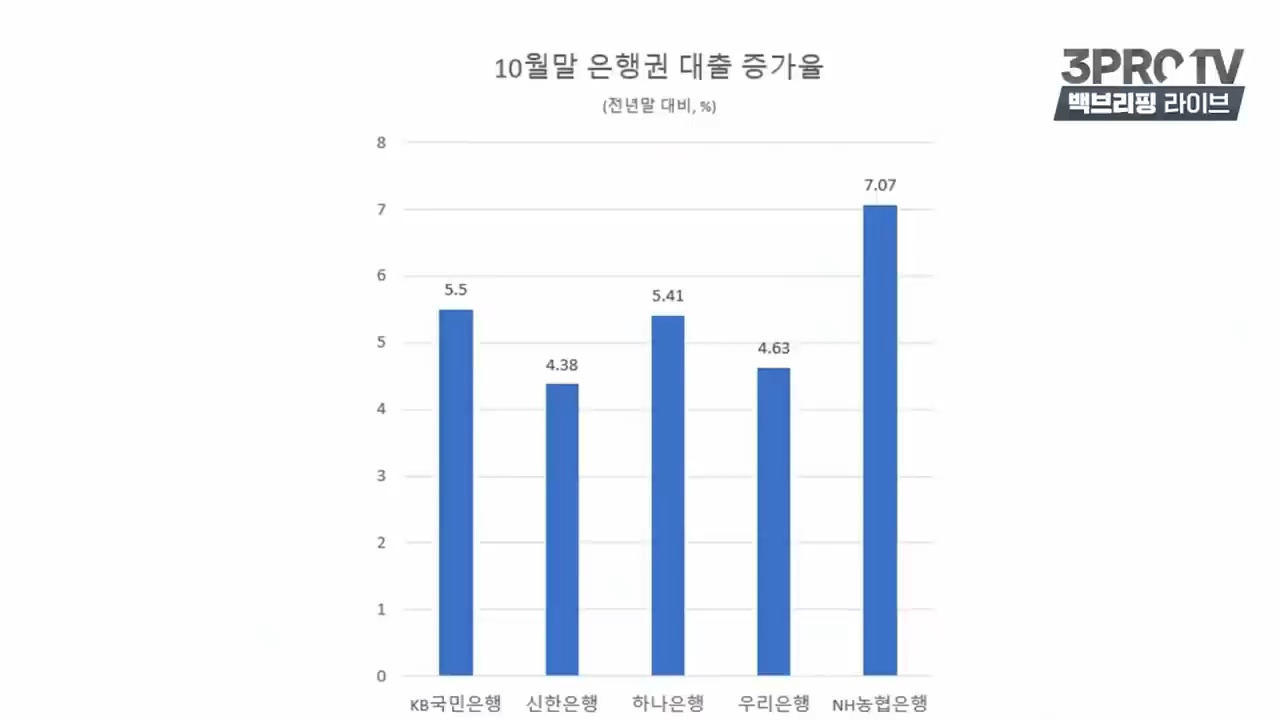 10월말 은행권 대출 증가율
(전년말 대비, %)
3PRO TV
백브리핑 라이브
8
7
6
5
4
3
2
1
0
5.5
4.38
5.41
4.63
7.07
KB국민은행
신한은행
하나은행
우리은행
NH농협은행